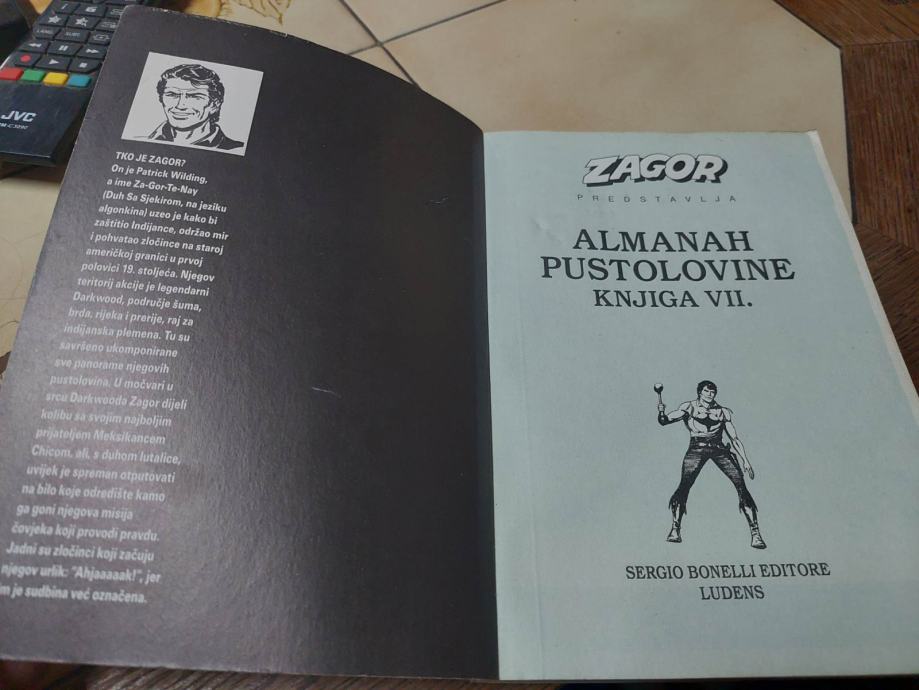 JVC
TKO JE ZAGOR?
On je Patrick Wilding,
a ime Za-Gor-Te-Nay
(Duh Sa Sjekirom, na jeziku
algonkina) uzeo je kako bi
zaštitio Indijance, održao mir
i pohvatao zločince na staroj
američkoj granici u prvoj
polovici 19. stoljeća. Njegov
teritorij akcije je legendarni
Darkwood, područje šuma,
brda, rijeka i prerije, raj za
indijanska plemena. Tu su
savršeno ukomponirane
sve panorame njegovih
pustolovina. U močvari u
srcu Darkwooda Zagor dijeli
kolibu sa svojim najboljim
prijateljem Meksikancem
Chicom, ali, s duhom lutalice,
uvijek je spreman otputovati
na bilo koje odredište kamo
ga goni njegova misija
čovjeka koji provodi pravdu.
Jadni su zločinci koji začuju
njegov urlik: "Ahjaaaaak!", jer
im je sudbina već označena.
ZAGOR
PREDSTAVLJA
ALMANAH
PUSTOLOVINE
KNJIGA VII.
SERGIO BONELLI EDITORE
LUDENS